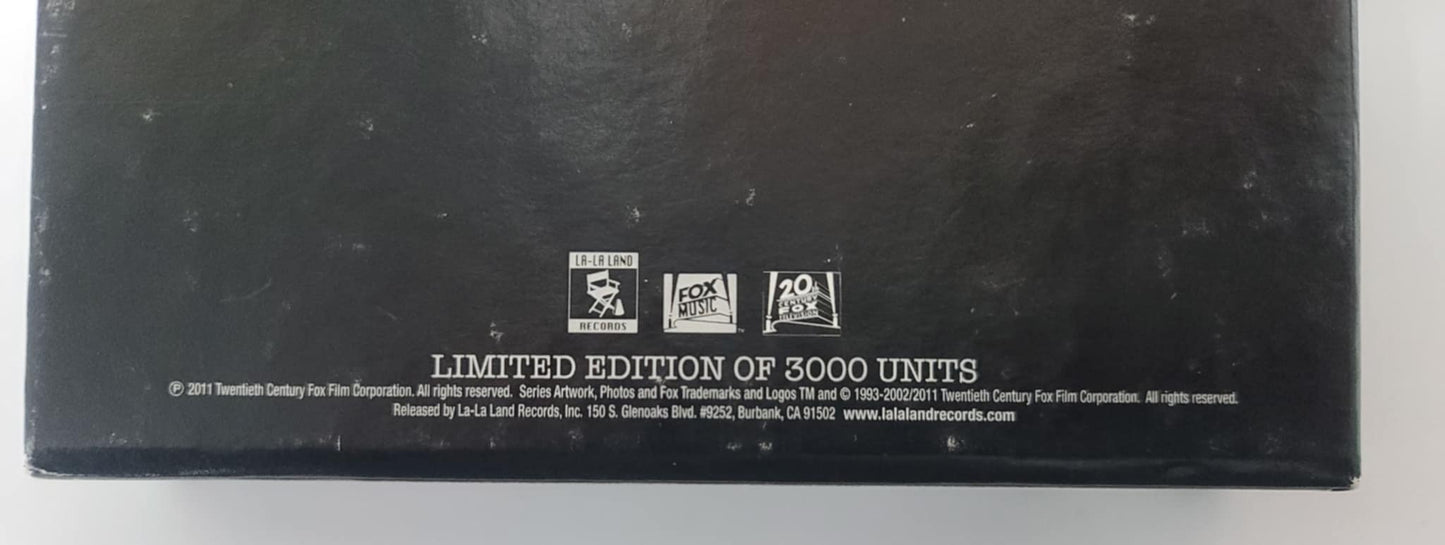 LA-LA LAND
RECORDS
FOX
MUSIC
TM
20th
CENTURY
FOX
TELEVISION
LIMITED EDITION OF 3000 UNITS
℗ 2011 Twentieth Century Fox Film Corporation. All rights reserved. Series Artwork, Photos and Fox Trademarks and Logos TM and © 1993-2002/2011 Twentieth Century Fox Film Corporation. All rights reserved.
Released by La-La Land Records, Inc. 150 S. Glenoaks Blvd. #9252, Burbank, CA 91502 www.lalalandrecords.com